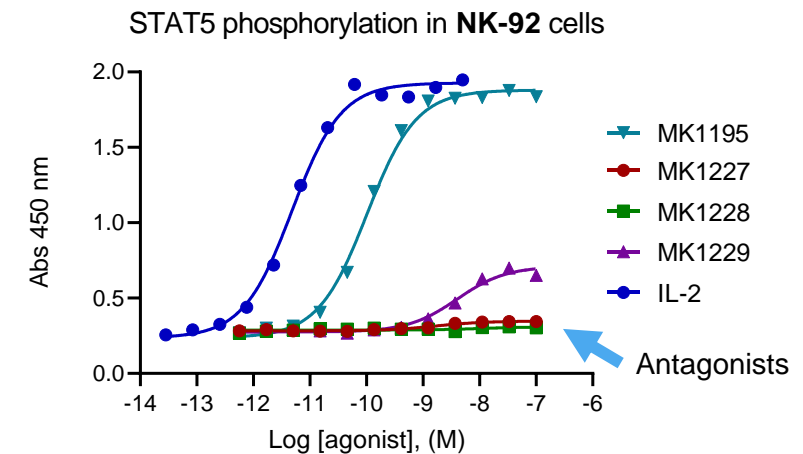 STAT5 phosphorylation in NK-92 cells
2.0
1.5
1.0
0.5
0.0
Abs 450 nm
-14 -13 -12 -11 -10 -9 -8 -7 -6
Log [agonist], (M)
MK1195
MK1227
MK1228
MK1229
IL-2
Antagonists